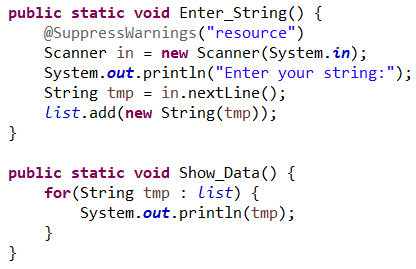 public static void Enter_String() {
    @SuppressWarnings("resource")
    Scanner in = new Scanner(System.in);
    System.out.println("Enter your string:");
    String tmp = in.nextLine();
    list.add(new String(tmp));
}

public static void Show_Data() {
    for(String tmp : list) {
        System.out.println(tmp);
    }
}